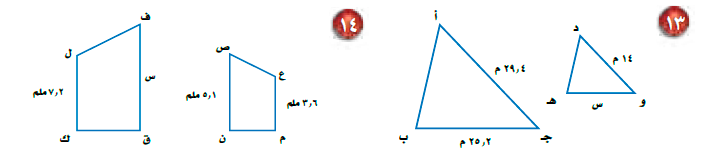 ١٣
د
١٤ م
هـ
س
و
أ
٢٩٫٤ م
ب
٢٥٫٢ م
جـ
١٤
ص
ع
٥٫١ ملم
٣٫٦ ملم
ن
م
ف
ل
س
٧٫٢ ملم
ك
ق